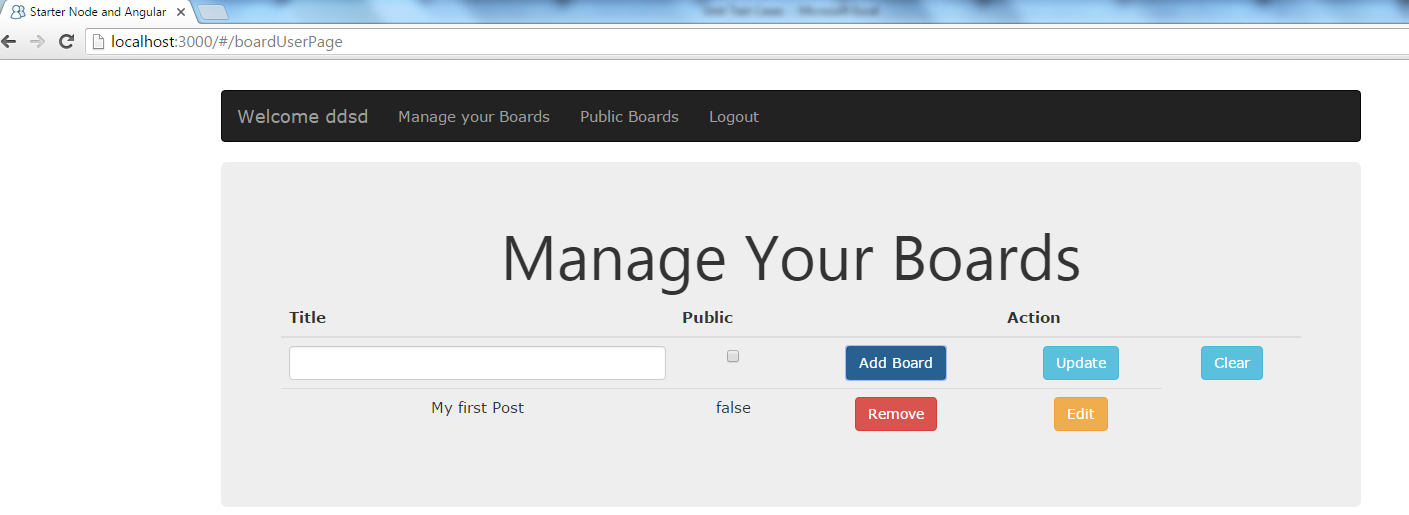 Starter Node and Angular
localhost:3000/#/boardUserPage
Welcome ddsd Manage your Boards Public Boards Logout
Manage Your Boards
Title Public Action
Add Board Update Clear
My first Post false Remove Edit